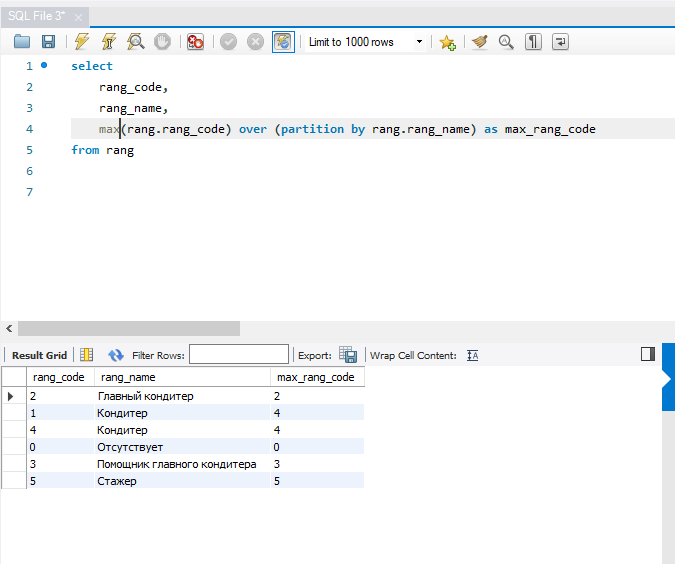 SQL File 3*
Limit to 1000 rows
1 select
2 rang_code,
3 rang_name,
4 max(rang.rang_code) over (partition by rang.rang_name) as max_rang_code
5 from rang
6
7
Result Grid Filter Rows: Export: Wrap Cell Content:
rang_code rang_name max_rang_code
2 Главный кондитер 2
1 Кондитер 4
4 Кондитер 4
0 Отсутствует 0
3 Помощник главного кондитера 3
5 Стажер 5